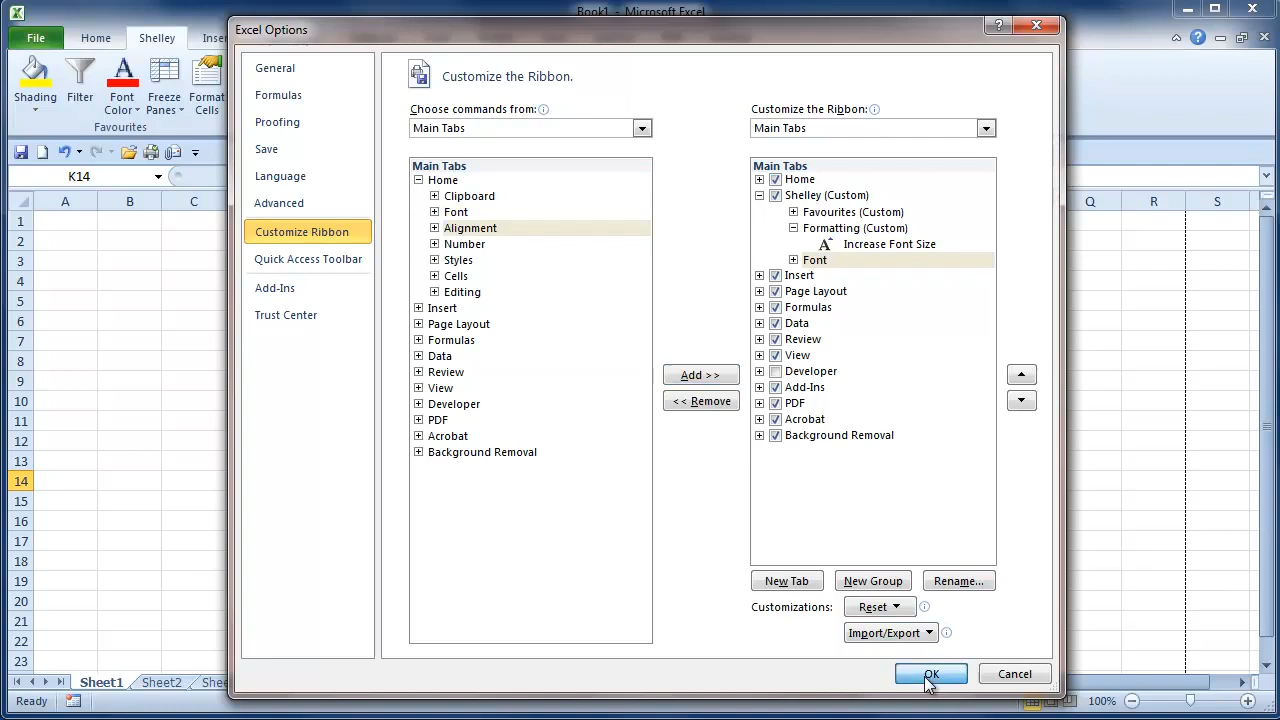 Book1 - Microsoft Excel
Excel Options
File
Home
Shelley
Inser
Shading
Filter
Font
Color
Freeze
Panes
Format
Cells
Favourites
K14
A
B
C
Q
R
S
1
2
3
4
5
6
7
8
9
10
11
12
13
14
15
16
17
18
19
20
21
22
23
General
Formulas
Proofing
Save
Language
Advanced
Customize Ribbon
Quick Access Toolbar
Add-Ins
Trust Center
Customize the Ribbon.
Choose commands from:
Main Tabs
Main Tabs
Home
Clipboard
Font
Alignment
Number
Styles
Cells
Editing
Insert
Page Layout
Formulas
Data
Review
View
Developer
PDF
Acrobat
Background Removal
Add >>
<< Remove
Customize the Ribbon:
Main Tabs
Main Tabs
Home
Shelley (Custom)
Favourites (Custom)
Formatting (Custom)
A Increase Font Size
Font
Insert
Page Layout
Formulas
Data
Review
View
Developer
Add-Ins
PDF
Acrobat
Background Removal
New Tab
New Group
Rename...
Customizations:
Reset
Import/Export
OK
Cancel
Sheet1
Sheet2
She
Ready
100%